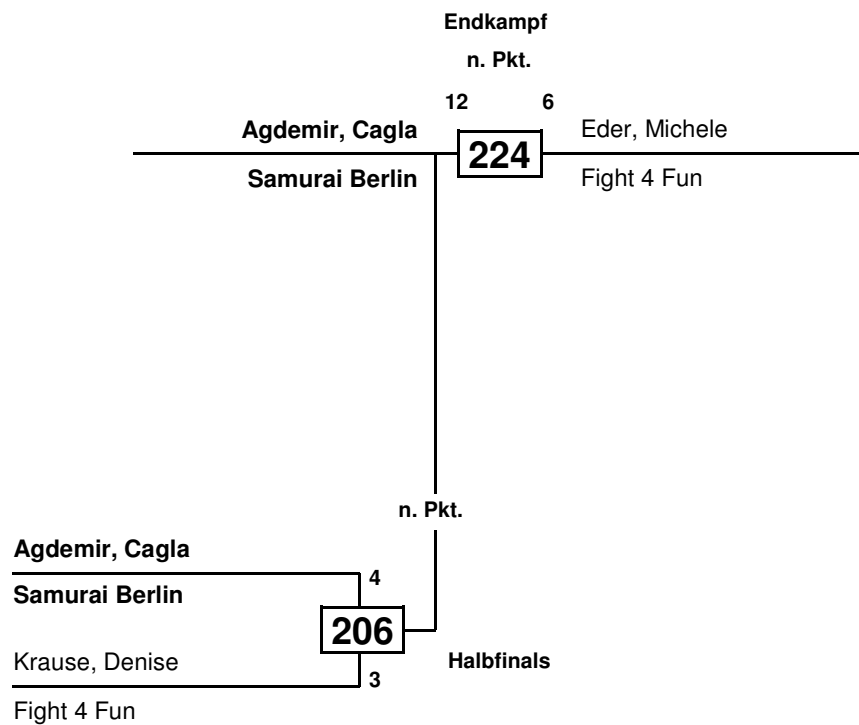 Endkampf
n. Pkt.
12 6
Agdemir, Cagla 224 Eder, Michele
Samurai Berlin Fight 4 Fun
n. Pkt.
Agdemir, Cagla
4
Samurai Berlin
206
Krause, Denise Halbfinals
3
Fight 4 Fun